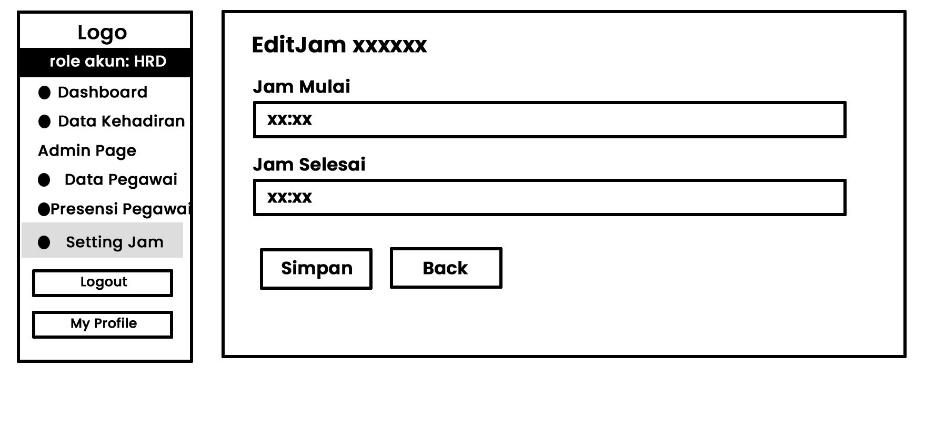 Logo
role akun: HRD
Dashboard
Data Kehadiran
Admin Page
Data Pegawai
Presensi Pegawai
Setting Jam
Logout
My Profile
EditJam xxxxxx
Jam Mulai
xx:xx
Jam Selesai
xx:xx
Simpan
Back